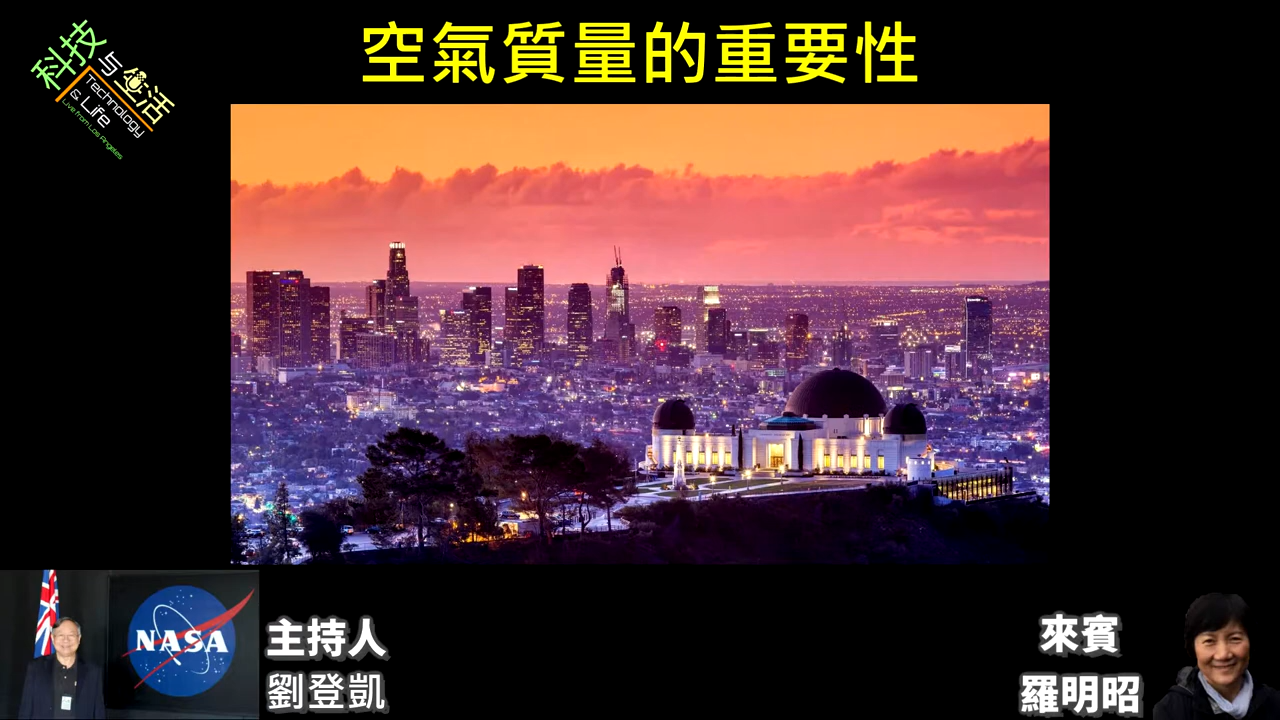 空氣質量的重要性
科技与生活
Technology
& Life
Live from Los Angeles
NASA
主持人
劉登凱
來賓
羅明昭